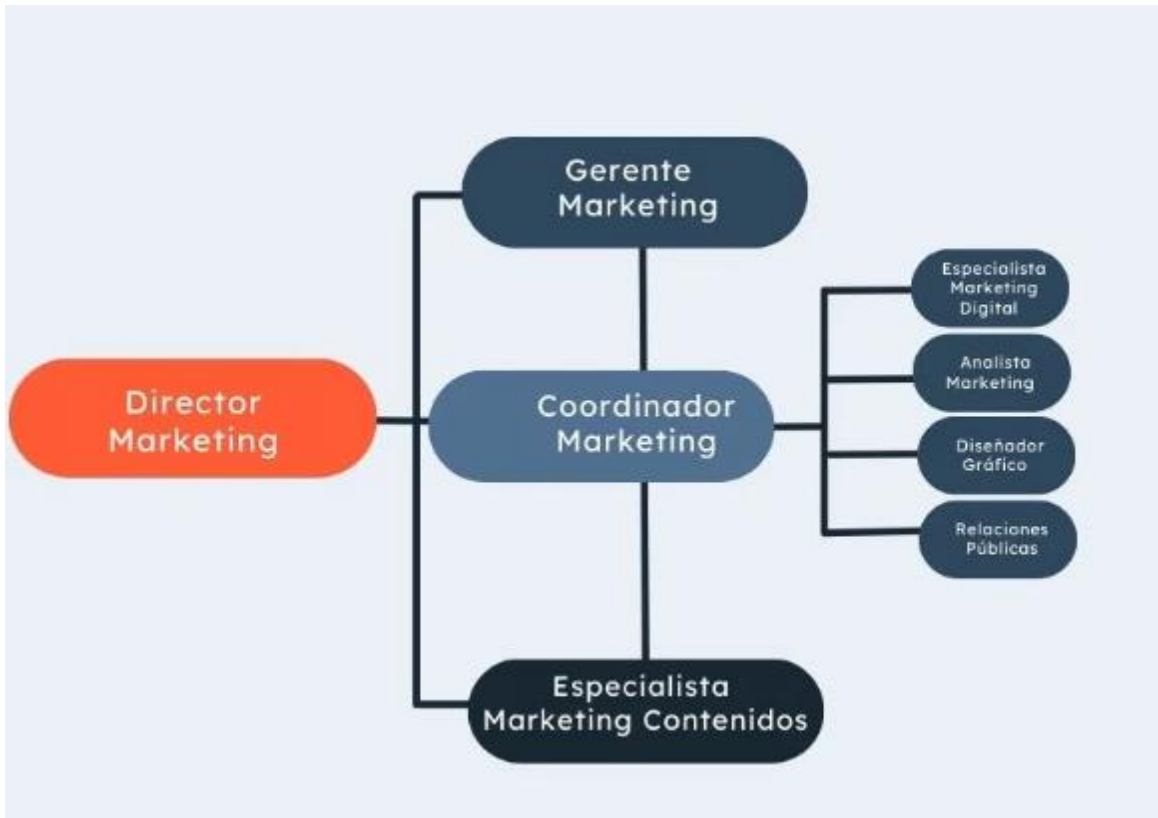 Gerente
Marketing
Director
Marketing
Coordinador
Marketing
Especialista
Marketing Contenidos
Especialista
Marketing
Digital
Analista
Marketing
Diseñador
Gráfico
Relaciones
Públicas